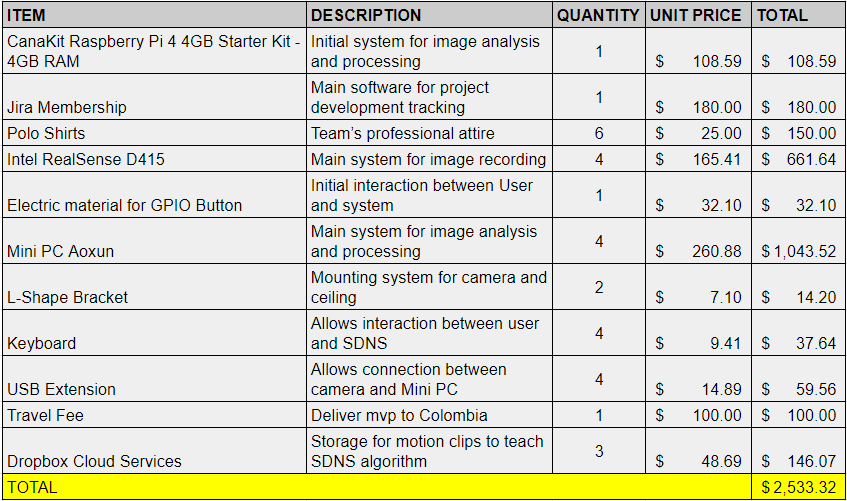 ITEM DESCRIPTION QUANTITY UNIT PRICE TOTAL
CanaKit Raspberry Pi 4 4GB Starter Kit - Initial system for image analysis
4GB RAM and processing 1 $ 108.59 $ 108.59
Main software for project
Jira Membership development tracking 1 $ 180.00 $ 180.00
Polo Shirts Team’s professional attire 6 $ 25.00 $ 150.00
Intel RealSense D415 Main system for image recording 4 $ 165.41 $ 661.64
Initial interaction between User
Electric material for GPIO Button and system 1 $ 32.10 $ 32.10
Main system for image analysis
Mini PC Aoxun and processing 4 $ 260.88 $ 1,043.52
Mounting system for camera and
L-Shape Bracket ceiling 2 $ 7.10 $ 14.20
Allows interaction between user
Keyboard and SDNS 4 $ 9.41 $ 37.64
Allows connection between
USB Extension camera and Mini PC 4 $ 14.89 $ 59.56
Travel Fee Deliver mvp to Colombia 1 $ 100.00 $ 100.00
Storage for motion clips to teach
Dropbox Cloud Services SDNS algorithm 3 $ 48.69 $ 146.07
TOTAL $ 2,533.32